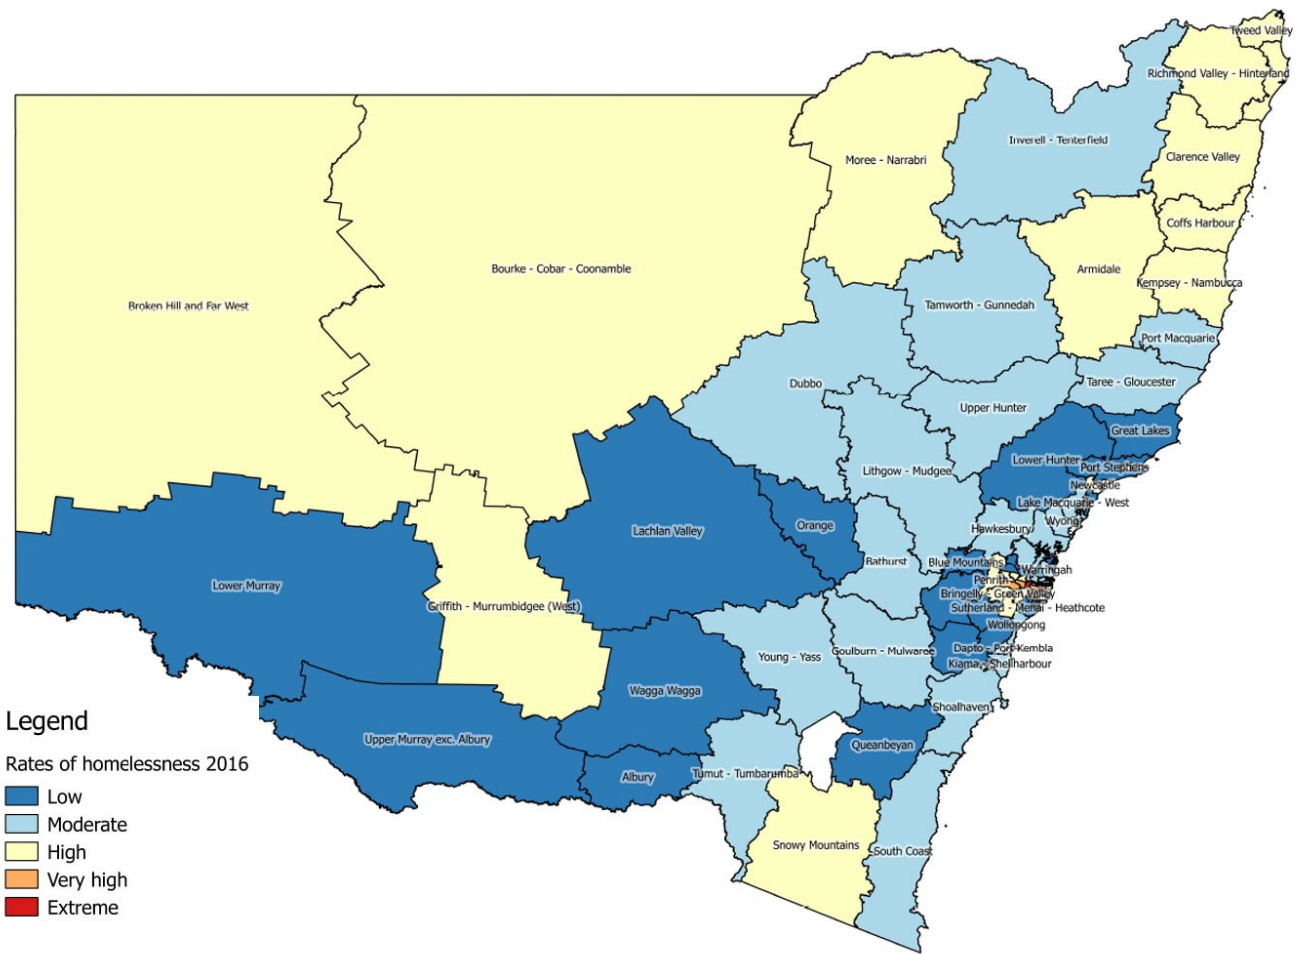 Tweed Valley
Richmond Valley - Hinterland
Inverell - Tenterfield
Moree - Narrabri
Clarence Valley
Coffs Harbour
Bourke - Cobar - Coonamble
Armidale
Kempsey - Nambucca
Broken Hill and Far West
Tamworth - Gunnedah
Port Macquarie
Dubbo
Taree - Gloucester
Upper Hunter
Great Lakes
Lower Hunter
Port Stephens
Lithgow - Mudgee
Newcastle
Lake Macquarie - West
Wyong
Orange
Hawkesbury
Lachlan Valley
Bathurst
Blue Mountains
Warringah
Penrith
Lower Murray
Bringelly - Green Valley
Griffith - Murrumbidgee (West)
Sutherland - Menai - Heathcote
Wollongong
Dapto - Port Kembla
Goulburn - Mulwaree
Young - Yass
Kiama - Shellharbour
Wagga Wagga
Shoalhaven
Legend
Upper Murray exc. Albury
Queanbeyan
Rates of homelessness 2016
Tumut - Tumbarumba
Albury
Low
Moderate
Snowy Mountains
South Coast
High
Very high
Extreme